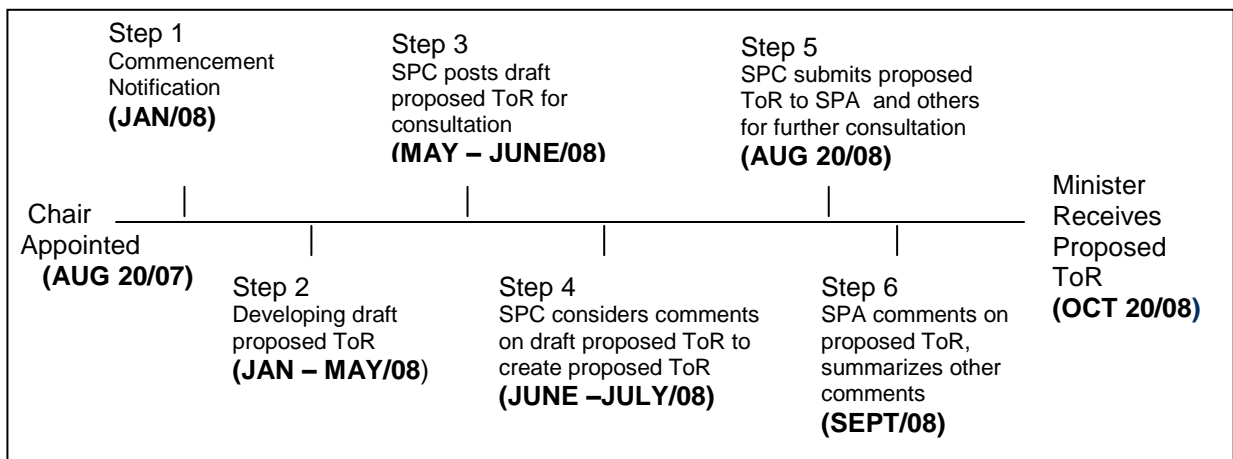 Chair
Appointed
(AUG 20/07)
Step 1
Commencement
Notification
(JAN/08)
Step 2
Developing draft
proposed ToR
(JAN – MAY/08)
Step 3
SPC posts draft
proposed ToR for
consultation
(MAY – JUNE/08)
Step 4
SPC considers comments
on draft proposed ToR to
create proposed ToR
(JUNE –JULY/08)
Step 5
SPC submits proposed
ToR to SPA and others
for further consultation
(AUG 20/08)
Step 6
SPA comments on
proposed ToR,
summarizes other
comments
(SEPT/08)
Minister
Receives
Proposed
ToR
(OCT 20/08)